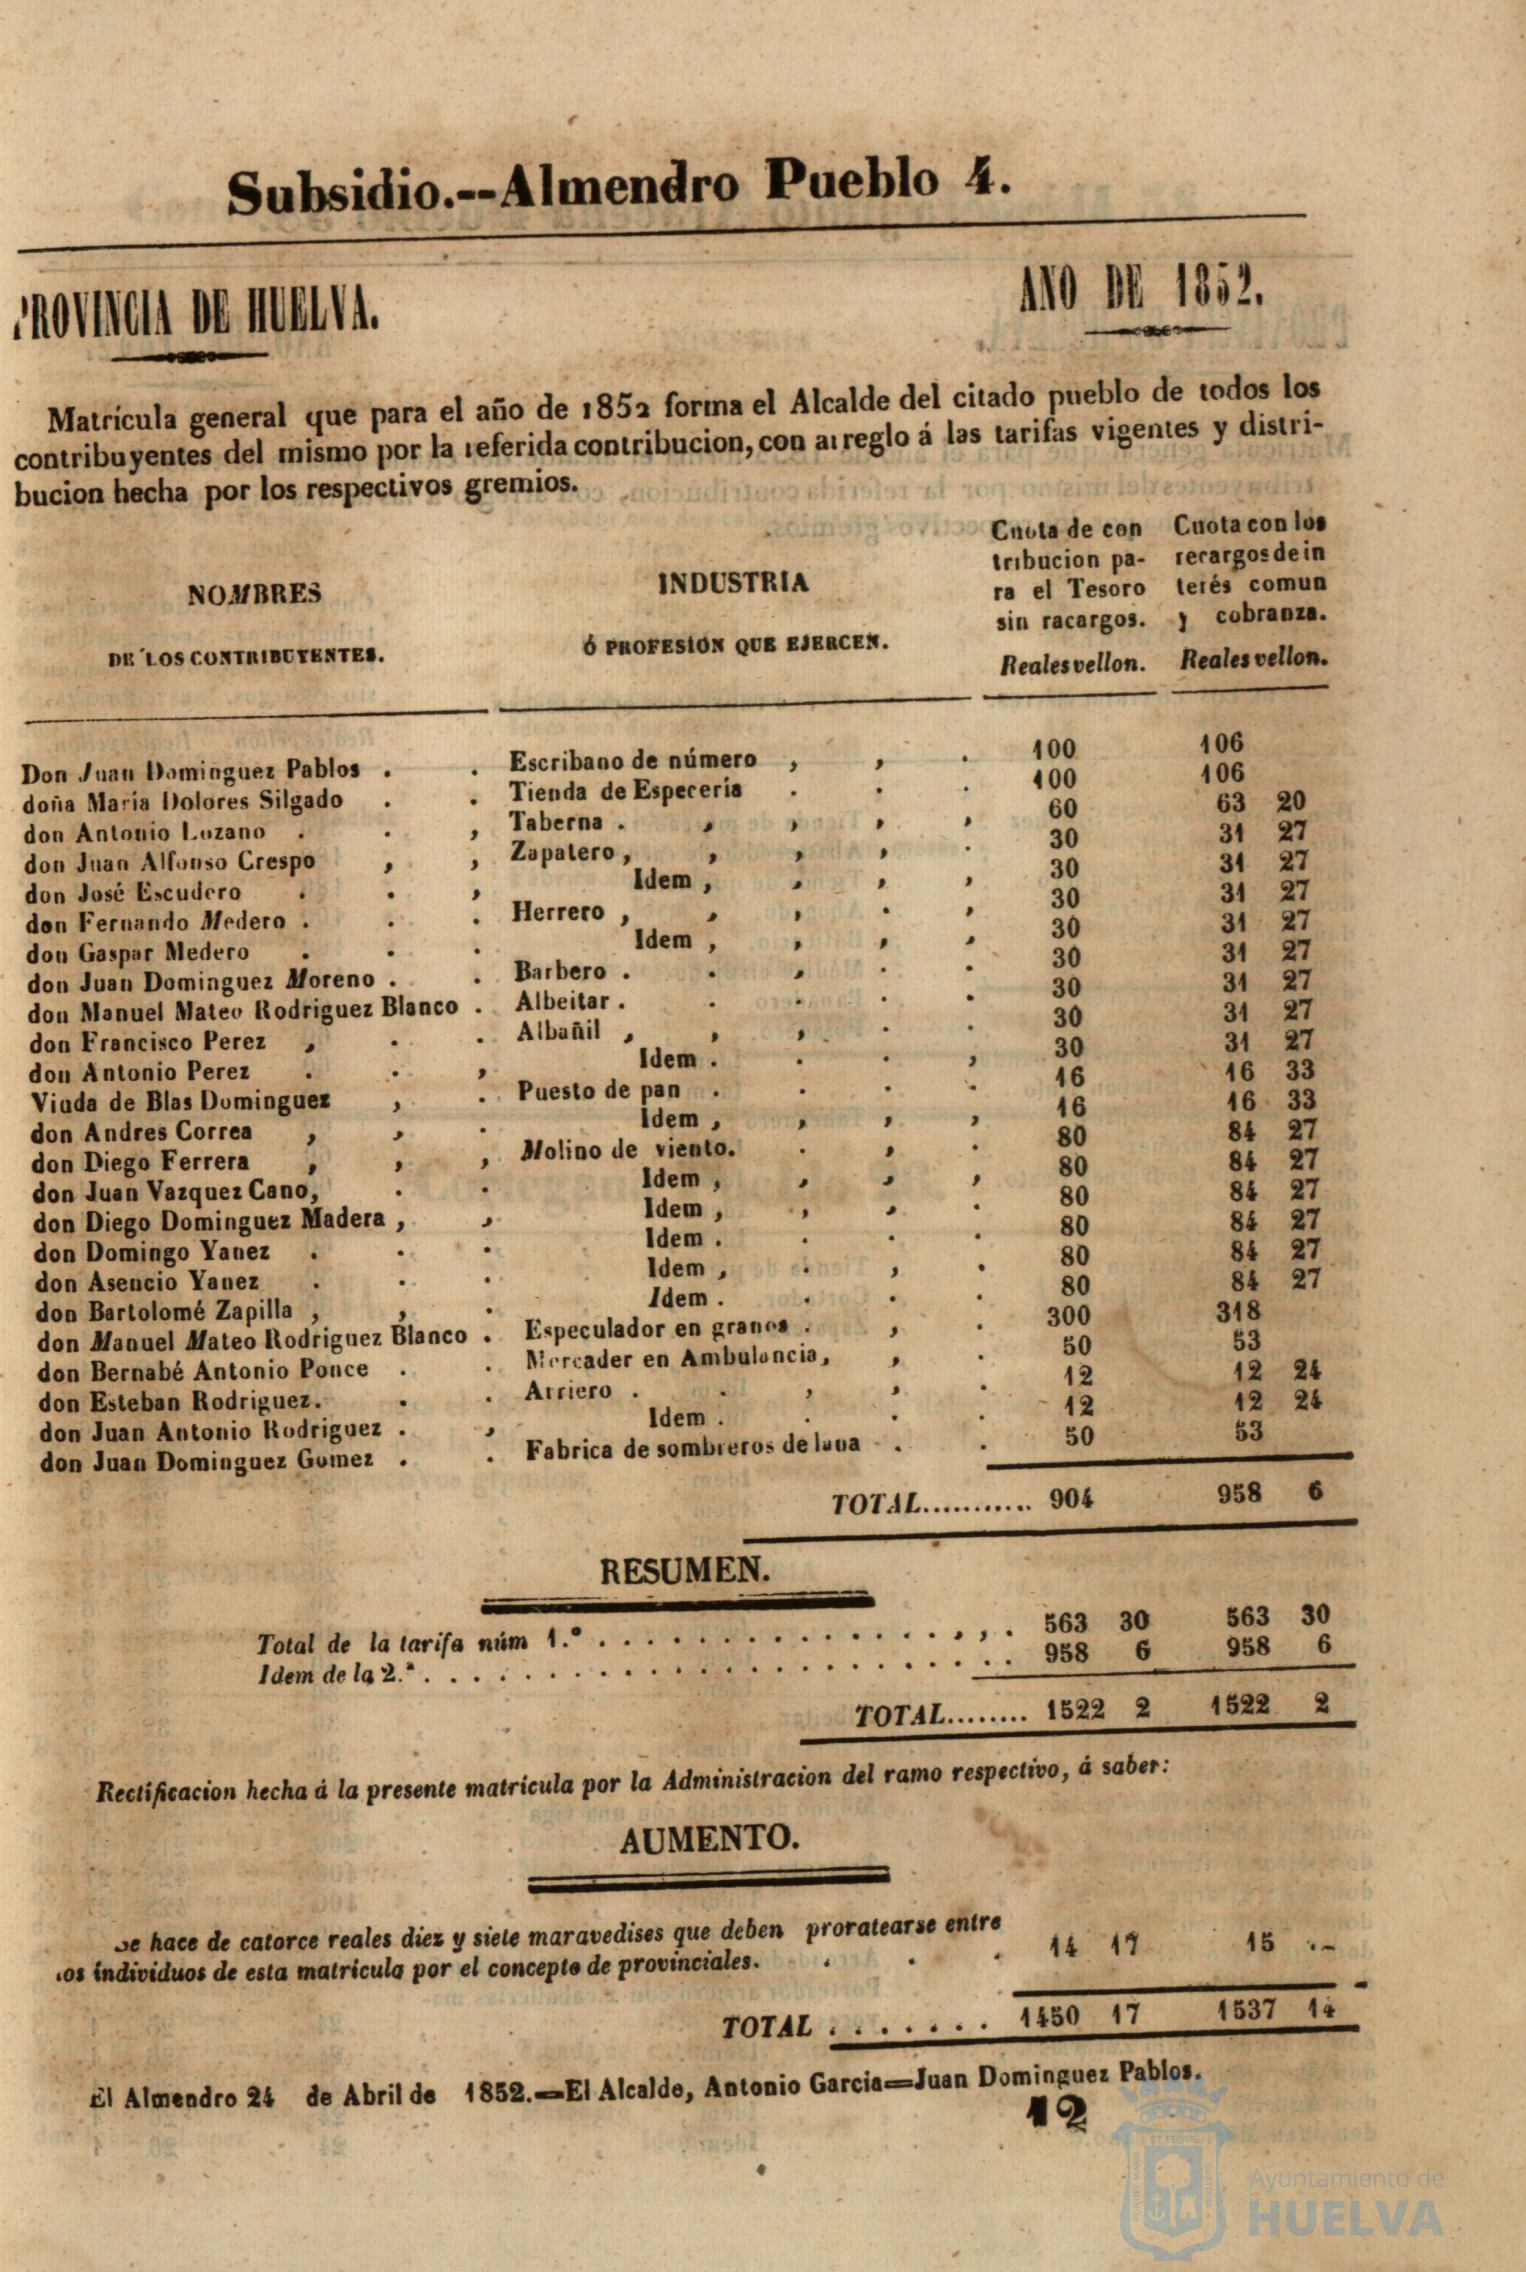 Subsidio.--Almendro Pueblo 4.
PROVINCIA DE HUELVA.
AÑO DE 1852.
Matrícula general que para el año de 1852 forma el Alcalde del citado pueblo de todos los
contribuyentes del mismo por la referida contribucion, con arreglo á las tarifas vigentes y distri-
bucion hecha por los respectivos gremios.
NOMBRES
DE LOS CONTRIBUYENTES.
INDUSTRIA
Ó PROFESION QUE EJERCEN.
Cuota de con
tribucion pa-
ra el Tesoro
sin racargos.
Reales vellon.
Cuota con los
recargos de in
terés comun
y cobranza.
Reales vellon.
Don Juan Dominguez Pablos . . Escribano de número , , . 100 106
doña María Dolores Silgado . . Tienda de Especería . . . 100 106
don Antonio Lozano . . , Taberna . , , , , 60 63 20
don Juan Alfonso Crespo , , Zapatero , , , , . 30 31 27
don José Escudero . . , Idem , , , , 30 31 27
don Fernando Medero . . . Herrero , , , . , 30 31 27
don Gaspar Medero . . . Idem , , , , 30 31 27
don Juan Dominguez Moreno . . Barbero . . , . . 30 31 27
don Manuel Mateo Rodriguez Blanco . Albeitar . . . . . 30 31 27
don Francisco Perez , . . Albañil , , , . . 30 31 27
don Antonio Perez . . , Idem . . . , 30 31 27
Viuda de Blas Dominguez , . Puesto de pan . . . . 16 16 33
don Andres Correa , , . Idem , , , , 16 16 33
don Diego Ferrera , , , Molino de viento. . , . 80 84 27
don Juan Vazquez Cano, . . Idem , , , , 80 84 27
don Diego Dominguez Madera , , Idem , , , . 80 84 27
don Domingo Yanez . . . Idem . . . . 80 84 27
don Asencio Yanez . . . Idem , . , . 80 84 27
don Bartolomé Zapilla , , . Idem . . . . 80 84 27
don Manuel Mateo Rodriguez Blanco . Especulador en granos . , . 300 318
don Bernabé Antonio Ponce . . Mercader en Ambulancia, , . 50 53
don Esteban Rodriguez. . . Arriero . . , , . 12 12 24
don Juan Antonio Rodriguez . , Idem . . . . 12 12 24
don Juan Dominguez Gomez . . Fabrica de sombreros de lana . . 50 53
TOTAL........... 904 958 6
RESUMEN.
Total de la tarifa núm 1.ª . . . . . . . . . . . . . . . . , , . 563 30 563 30
Idem de la 2.ª . . . . . . . . . . . . . . . . . . . . . . . 958 6 958 6
TOTAL........ 1522 2 1522 2
Rectificacion hecha á la presente matricula por la Administracion del ramo respectivo, á saber:
AUMENTO.
Se hace de catorce reales diez y siete maravedises que deben proratearse entre
los individuos de esta matricula por el concepto de provinciales. . . . 14 17 15 ..
TOTAL . . . . . . . 1450 17 1537 14
El Almendro 24 de Abril de 1852.=El Alcalde, Antonio Garcia=Juan Dominguez Pablos.
12
Ayuntamiento de
HUELVA